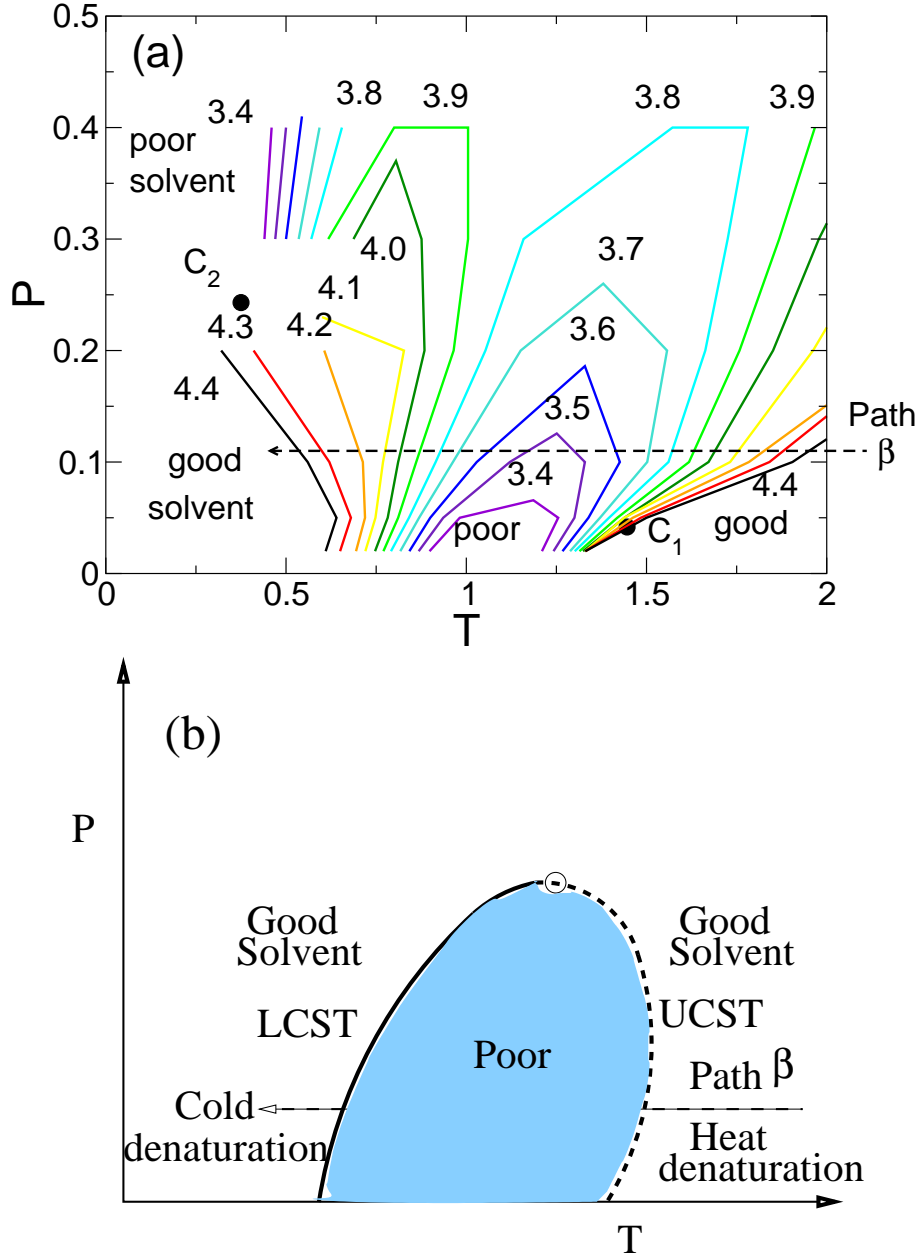 (a)
0.5
0.4
0.3
0.2
0.1
0
P
3.4
3.8
3.9
3.8
3.9
poor
solvent
4.0
3.7
C2
4.1
4.3
4.2
3.6
4.4
3.5
Path
β
good
solvent
3.4
4.4
poor
C1
good
0
0.5
1
1.5
2
T
(b)
P
Good
Solvent
Good
Solvent
LCST
UCST
Poor
Path β
Cold
denaturation
Heat
denaturation
T